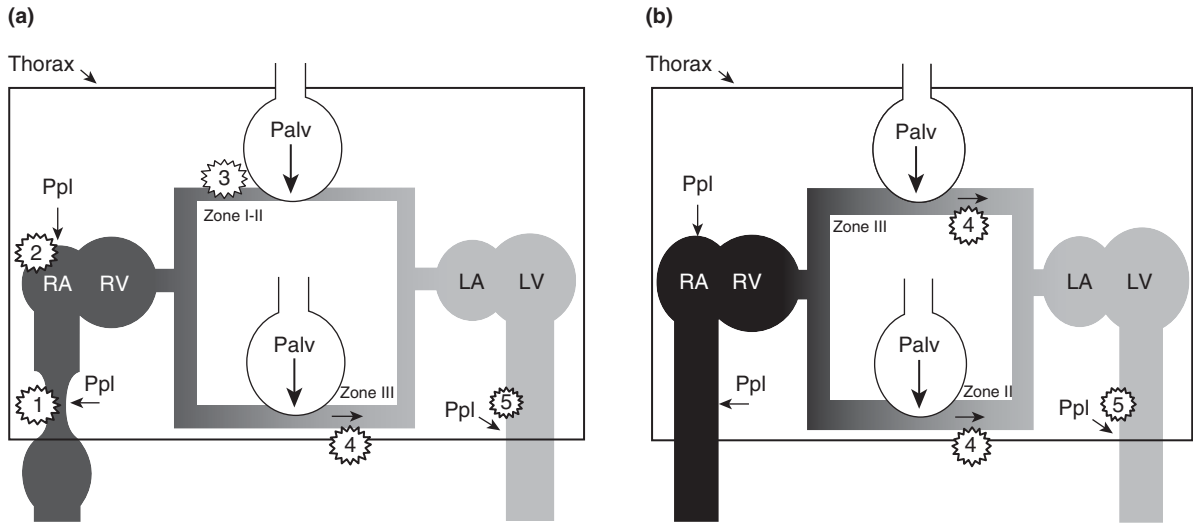 (a)
Thorax
Palv
3
Ppl
Zone I-II
2
RA
RV
LA
LV
Palv
Ppl
Zone III
1
Ppl
5
4
(b)
Thorax
Palv
Ppl
4
Zone III
RA
RV
LA
LV
Palv
Ppl
Zone II
Ppl
5
4